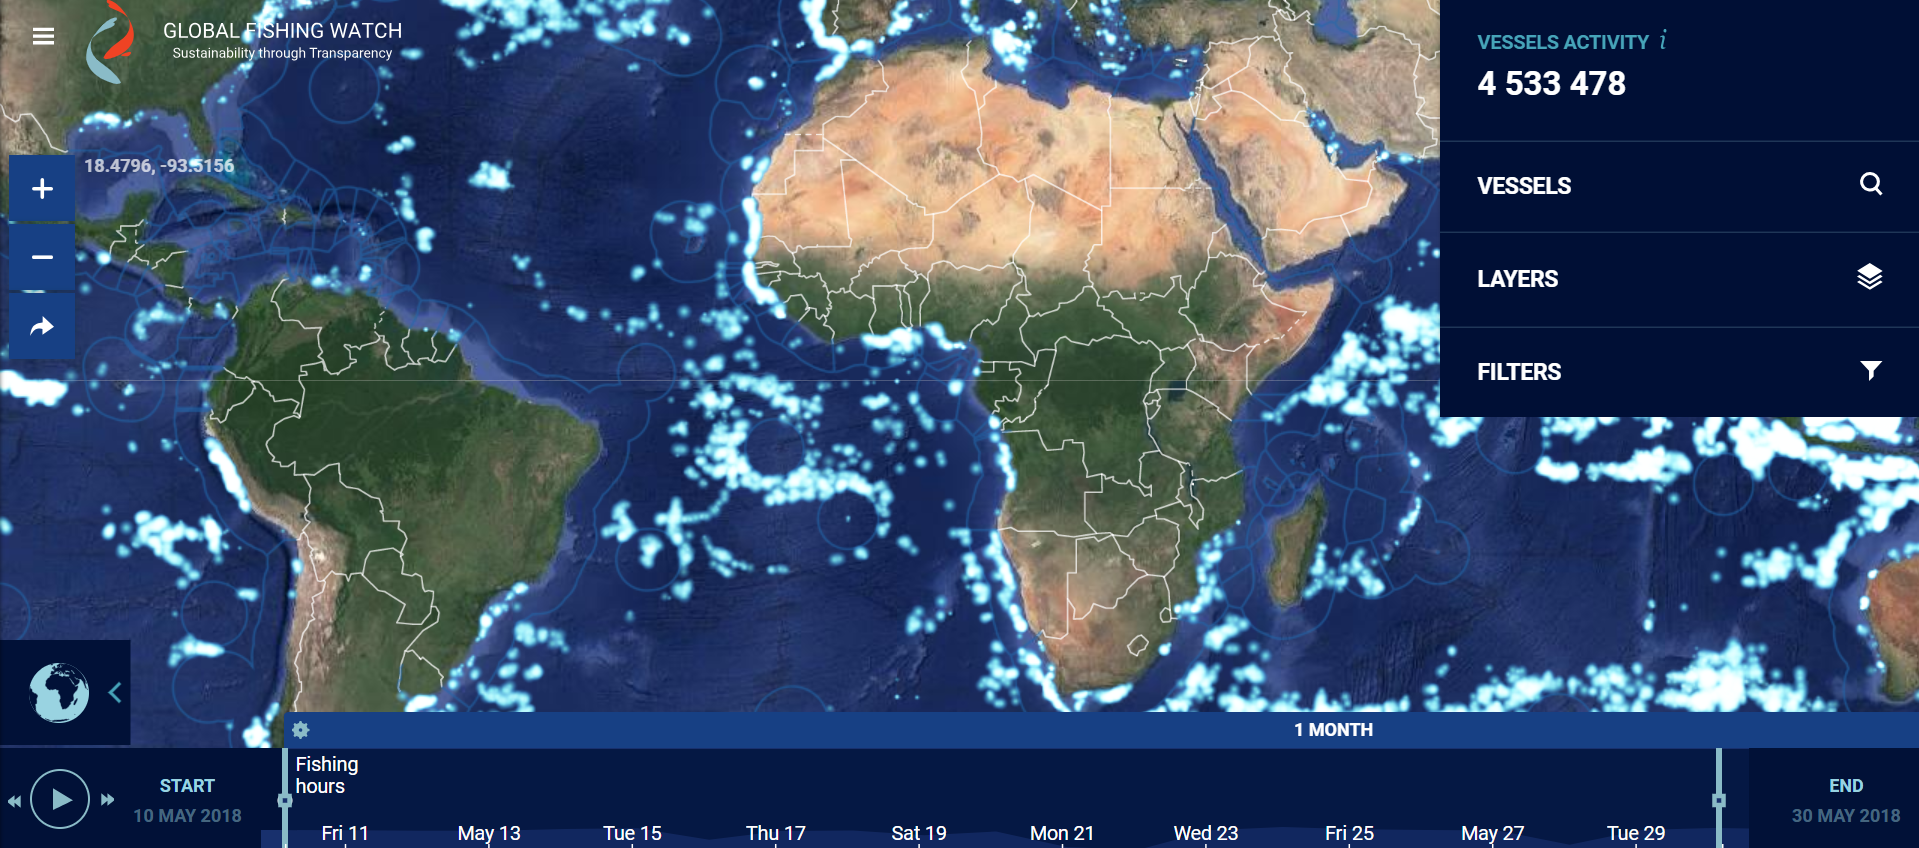 GLOBAL FISHING WATCH
Sustainability through Transparency
18.4796, -93.5156
VESSELS ACTIVITY i
4 533 478
VESSELS
LAYERS
FILTERS
1 MONTH
START
10 MAY 2018
Fishing
hours
Fri 11
May 13
Tue 15
Thu 17
Sat 19
Mon 21
Wed 23
Fri 25
May 27
Tue 29
END
30 MAY 2018